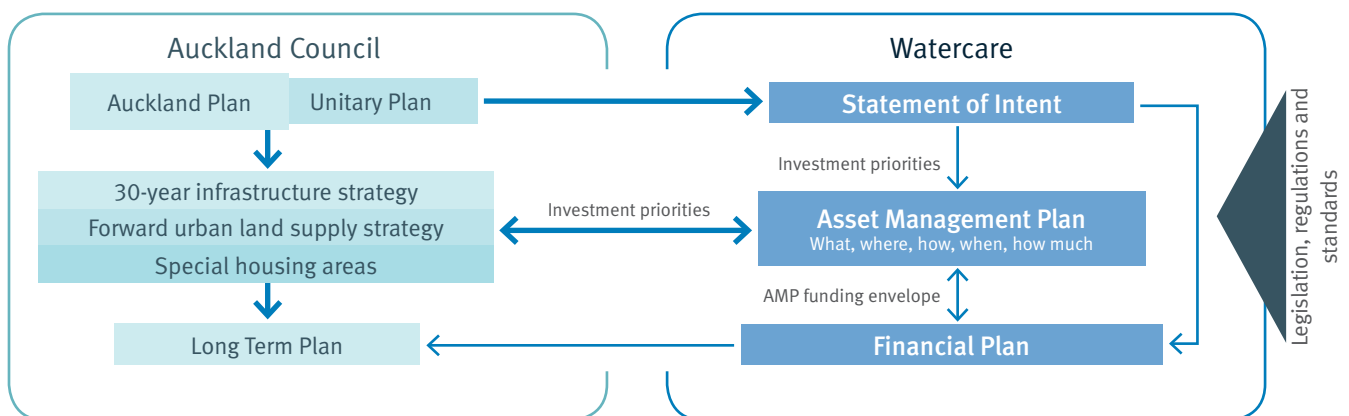 Auckland Council
Auckland Plan
Unitary Plan
30-year infrastructure strategy
Forward urban land supply strategy
Special housing areas
Long Term Plan
Investment priorities
Watercare
Statement of Intent
Investment priorities
Asset Management Plan
What, where, how, when, how much
AMP funding envelope
Financial Plan
Legislation, regulations and
standards